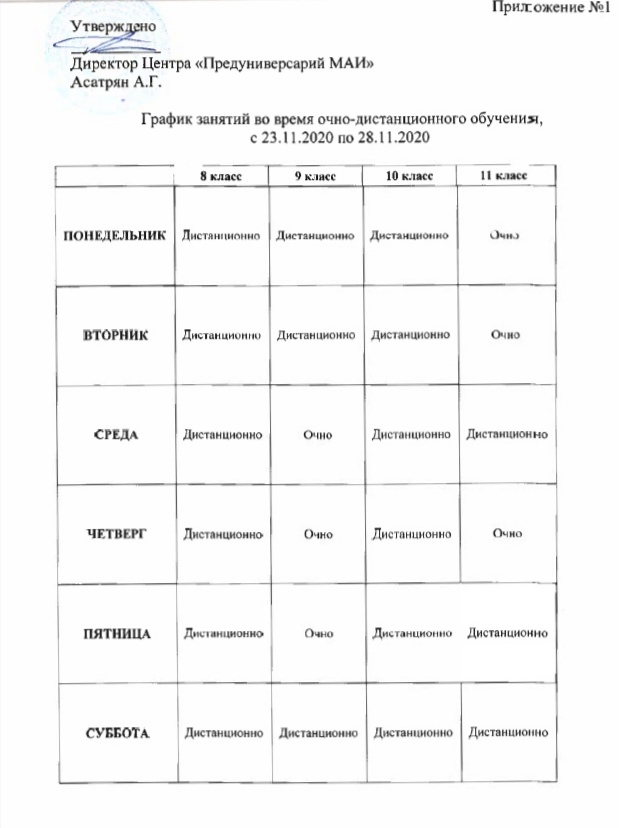 Приложение №1
Утверждено
Директор Центра «Предуниверсарий МАИ»
Асатрян А.Г.
График занятий во время очно-дистанционного обучения,
с 23.11.2020 по 28.11.2020
8 класс 9 класс 10 класс 11 класс
ПОНЕДЕЛЬНИК Дистанционно Дистанционно Дистанционно Очно
ВТОРНИК Дистанционно Дистанционно Дистанционно Очно
СРЕДА Дистанционно Очно Дистанционно Дистанционно
ЧЕТВЕРГ Дистанционно Очно Дистанционно Очно
ПЯТНИЦА Дистанционно Очно Дистанционно Дистанционно
СУББОТА Дистанционно Дистанционно Дистанционно Дистанционно